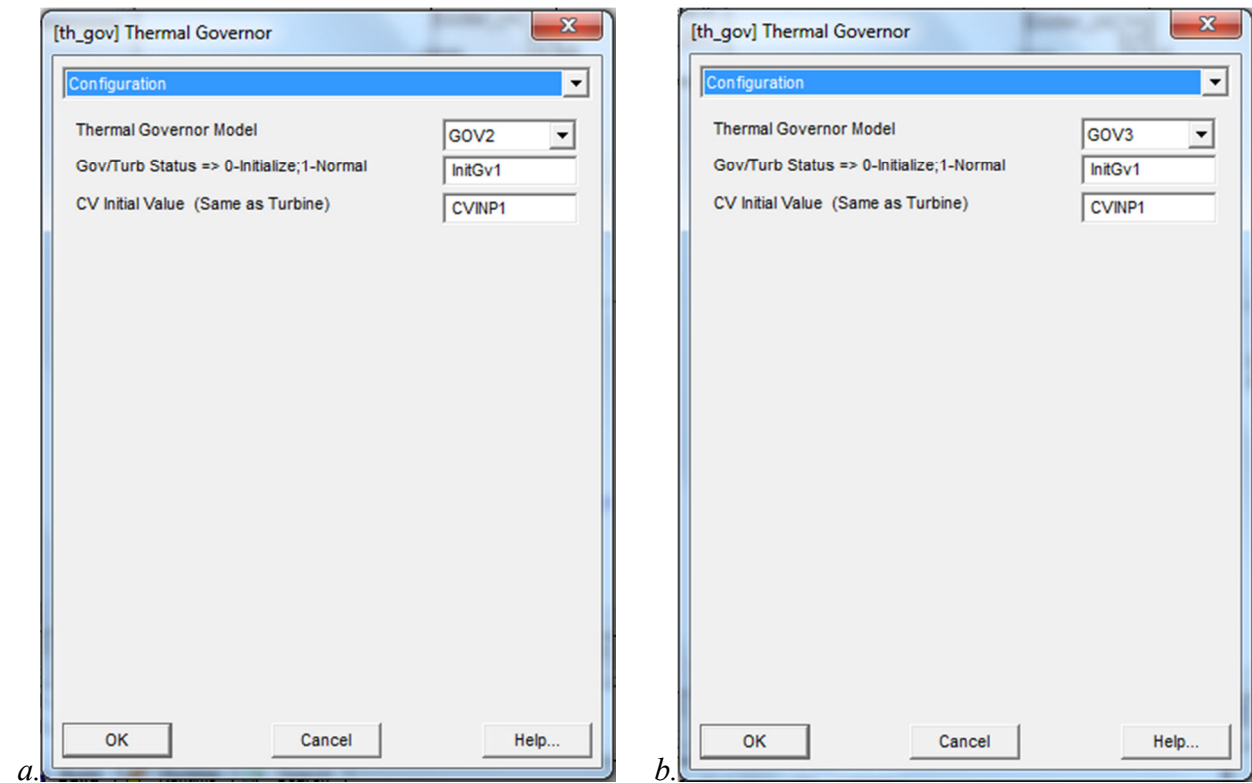 [th_gov] Thermal Governor
Configuration
Thermal Governor Model GOV2
Gov/Turb Status => 0-Initialize;1-Normal InitGv1
CV Initial Value (Same as Turbine) CVINP1
OK Cancel Help...
a.
[th_gov] Thermal Governor
Configuration
Thermal Governor Model GOV3
Gov/Turb Status => 0-Initialize;1-Normal InitGv1
CV Initial Value (Same as Turbine) CVINP1
OK Cancel Help...
b.